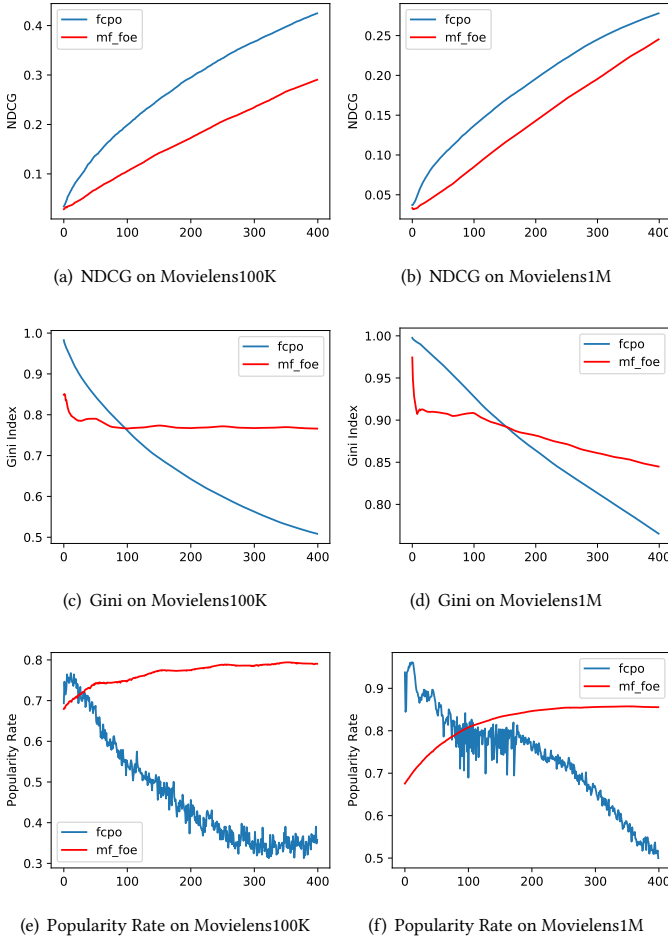 0.4
0.3
0.2
0.1
NDCG
fcpo
mf_foe
0 100 200 300 400
(a) NDCG on Movielens100K
0.25
0.20
0.15
0.10
0.05
NDCG
fcpo
mf_foe
0 100 200 300 400
(b) NDCG on Movielens1M
1.0
0.9
0.8
0.7
0.6
0.5
Gini Index
fcpo
mf_foe
0 100 200 300 400
(c) Gini on Movielens100K
1.00
0.95
0.90
0.85
0.80
Gini Index
fcpo
mf_foe
0 100 200 300 400
(d) Gini on Movielens1M
0.8
0.7
0.6
0.5
0.4
0.3
Popularity Rate
fcpo
mf_foe
0 100 200 300 400
(e) Popularity Rate on Movielens100K
0.9
0.8
0.7
0.6
0.5
Popularity Rate
fcpo
mf_foe
0 100 200 300 400
(f) Popularity Rate on Movielens1M